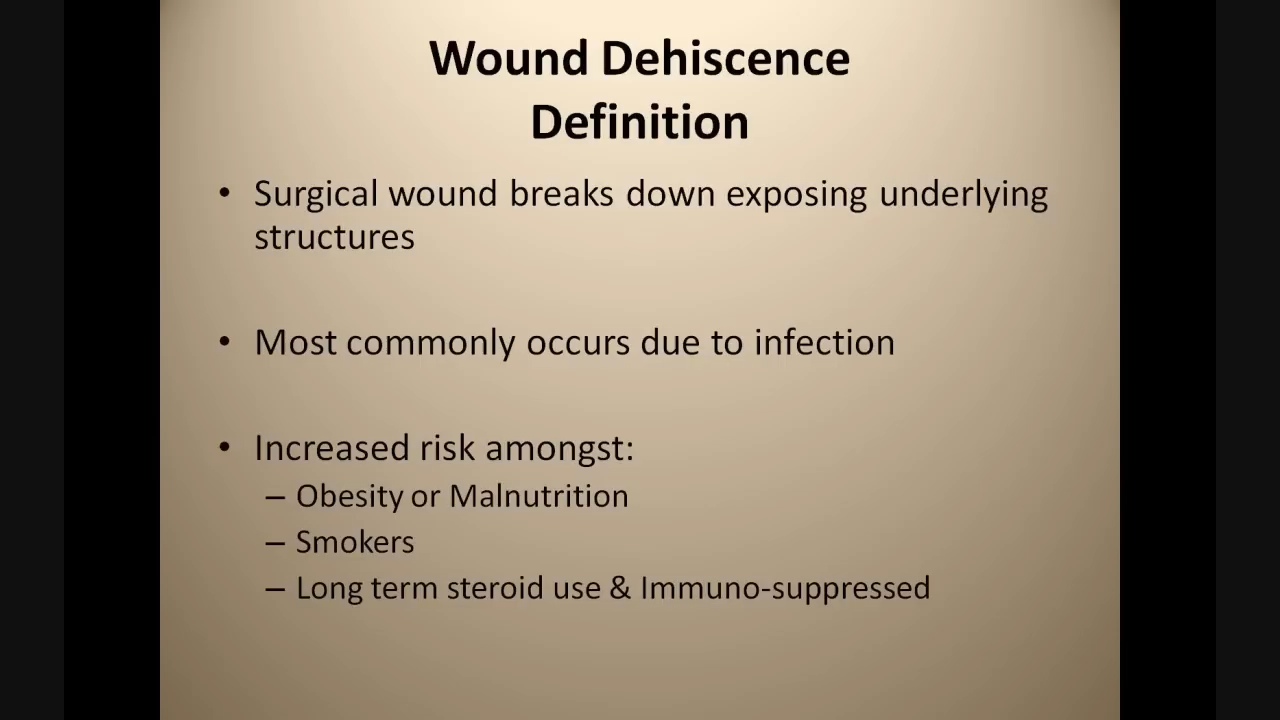 Wound Dehiscence
Definition
• Surgical wound breaks down exposing underlying
structures
• Most commonly occurs due to infection
• Increased risk amongst:
– Obesity or Malnutrition
– Smokers
– Long term steroid use & Immuno-suppressed